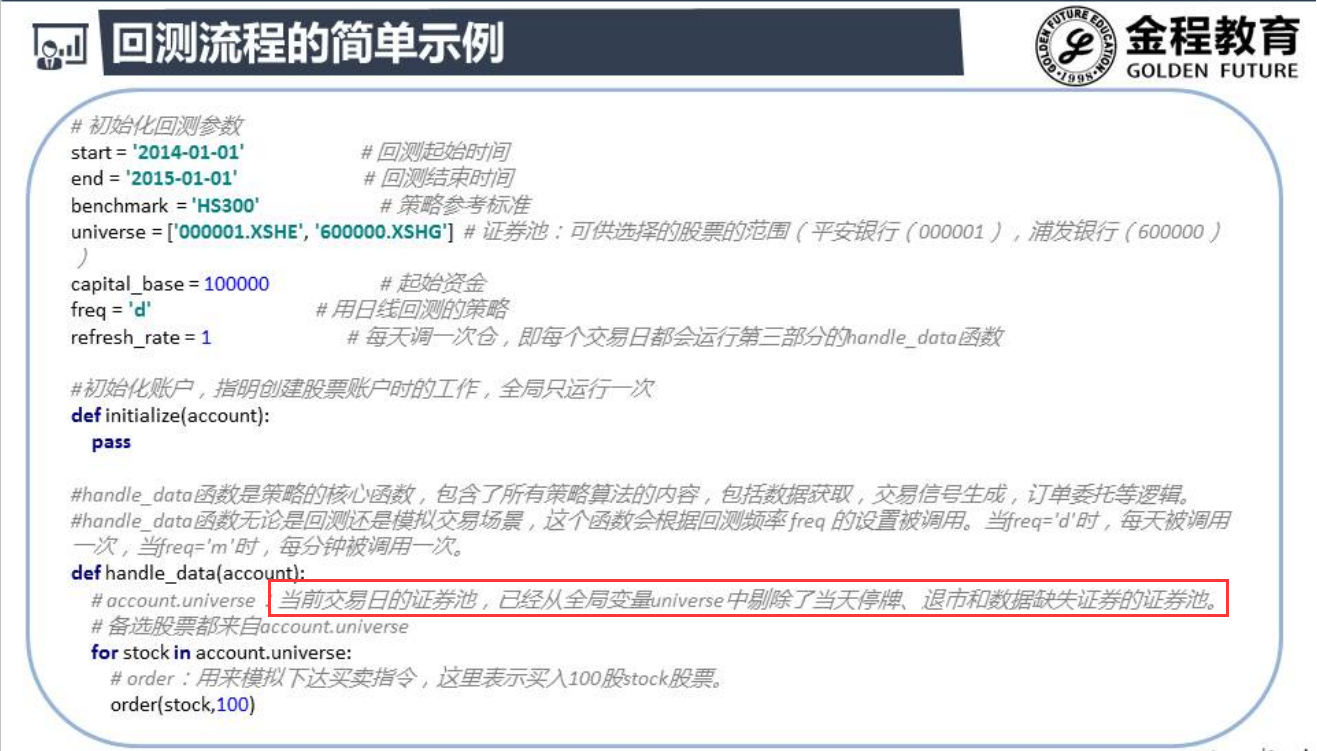 回测流程的简单示例
GOLDEN FUTURE EDUCATION
·1998·
金程教育
GOLDEN FUTURE
# 初始化回测参数
start = '2014-01-01' # 回测起始时间
end = '2015-01-01' # 回测结束时间
benchmark = 'HS300' # 策略参考标准
universe = ['000001.XSHE', '600000.XSHG'] # 证券池：可供选择的股票的范围（平安银行（000001），浦发银行（600000）
）
capital_base = 100000 # 起始资金
freq = 'd' # 用日线回测的策略
refresh_rate = 1 # 每天调一次仓，即每个交易日都会运行第三部分的handle_data函数
#初始化账户，指明创建股票账户时的工作，全局只运行一次
def initialize(account):
pass
#handle_data函数是策略的核心函数，包含了所有策略算法的内容，包括数据获取，交易信号生成，订单委托等逻辑。
#handle_data函数无论是回测还是模拟交易场景，这个函数会根据回测频率 freq 的设置被调用。当freq='d'时，每天被调用
一次，当freq='m'时，每分钟被调用一次。
def handle_data(account):
# account.universe：当前交易日的证券池，已经从全局变量universe中剔除了当天停牌、退市和数据缺失证券的证券池。
# 备选股票都来自account.universe
for stock in account.universe:
# order：用来模拟下达买卖指令，这里表示买入100股stock股票。
order(stock,100)